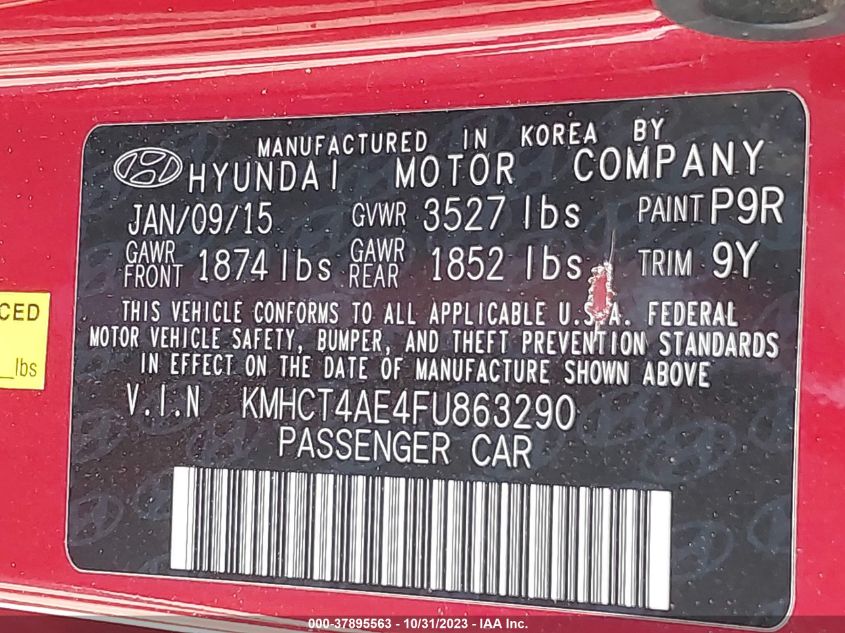 MANUFACTURED IN KOREA BY
HYUNDAI MOTOR COMPANY
JAN/09/15 GVWR 3527 lbs PAINT P9R
GAWR FRONT 1874 lbs GAWR REAR 1852 lbs TRIM 9Y
THIS VEHICLE CONFORMS TO ALL APPLICABLE U.S.A. FEDERAL
MOTOR VEHICLE SAFETY, BUMPER, AND THEFT PREVENTION STANDARDS
IN EFFECT ON THE DATE OF MANUFACTURE SHOWN ABOVE
V.I.N KMHCT4AE4FU863290
PASSENGER CAR
CED
lbs
000-37895563 - 10/31/2023 - IAA Inc.